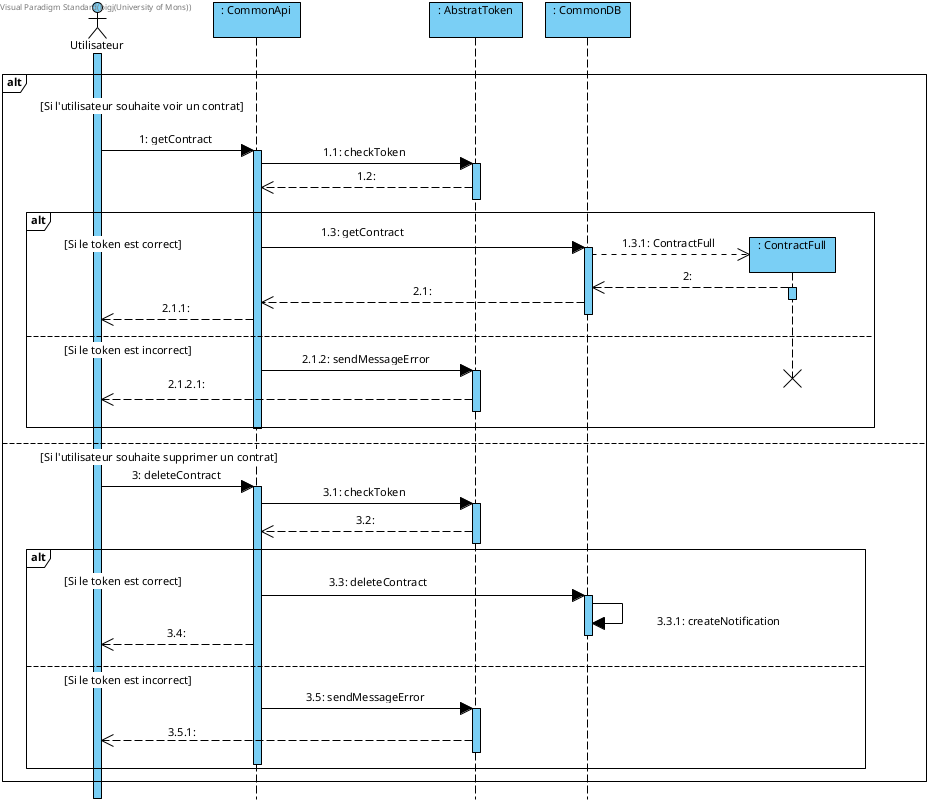 Visual Paradigm Standar
(University of Mons))
: CommonApi
: AbstratToken
: CommonDB
Utilisateur
alt
[Si l'utilisateur souhaite voir un contrat]
1: getContract
1.1: checkToken
1.2:
alt
1.3: getContract
[Si le token est correct]
1.3.1: ContractFull
: ContractFull
2:
2.1:
2.1.1:
[Si le token est incorrect]
2.1.2: sendMessageError
2.1.2.1:
[Si l'utilisateur souhaite supprimer un contrat]
3: deleteContract
3.1: checkToken
3.2:
alt
[Si le token est correct]
3.3: deleteContract
3.3.1: createNotification
3.4:
[Si le token est incorrect]
3.5: sendMessageError
3.5.1: